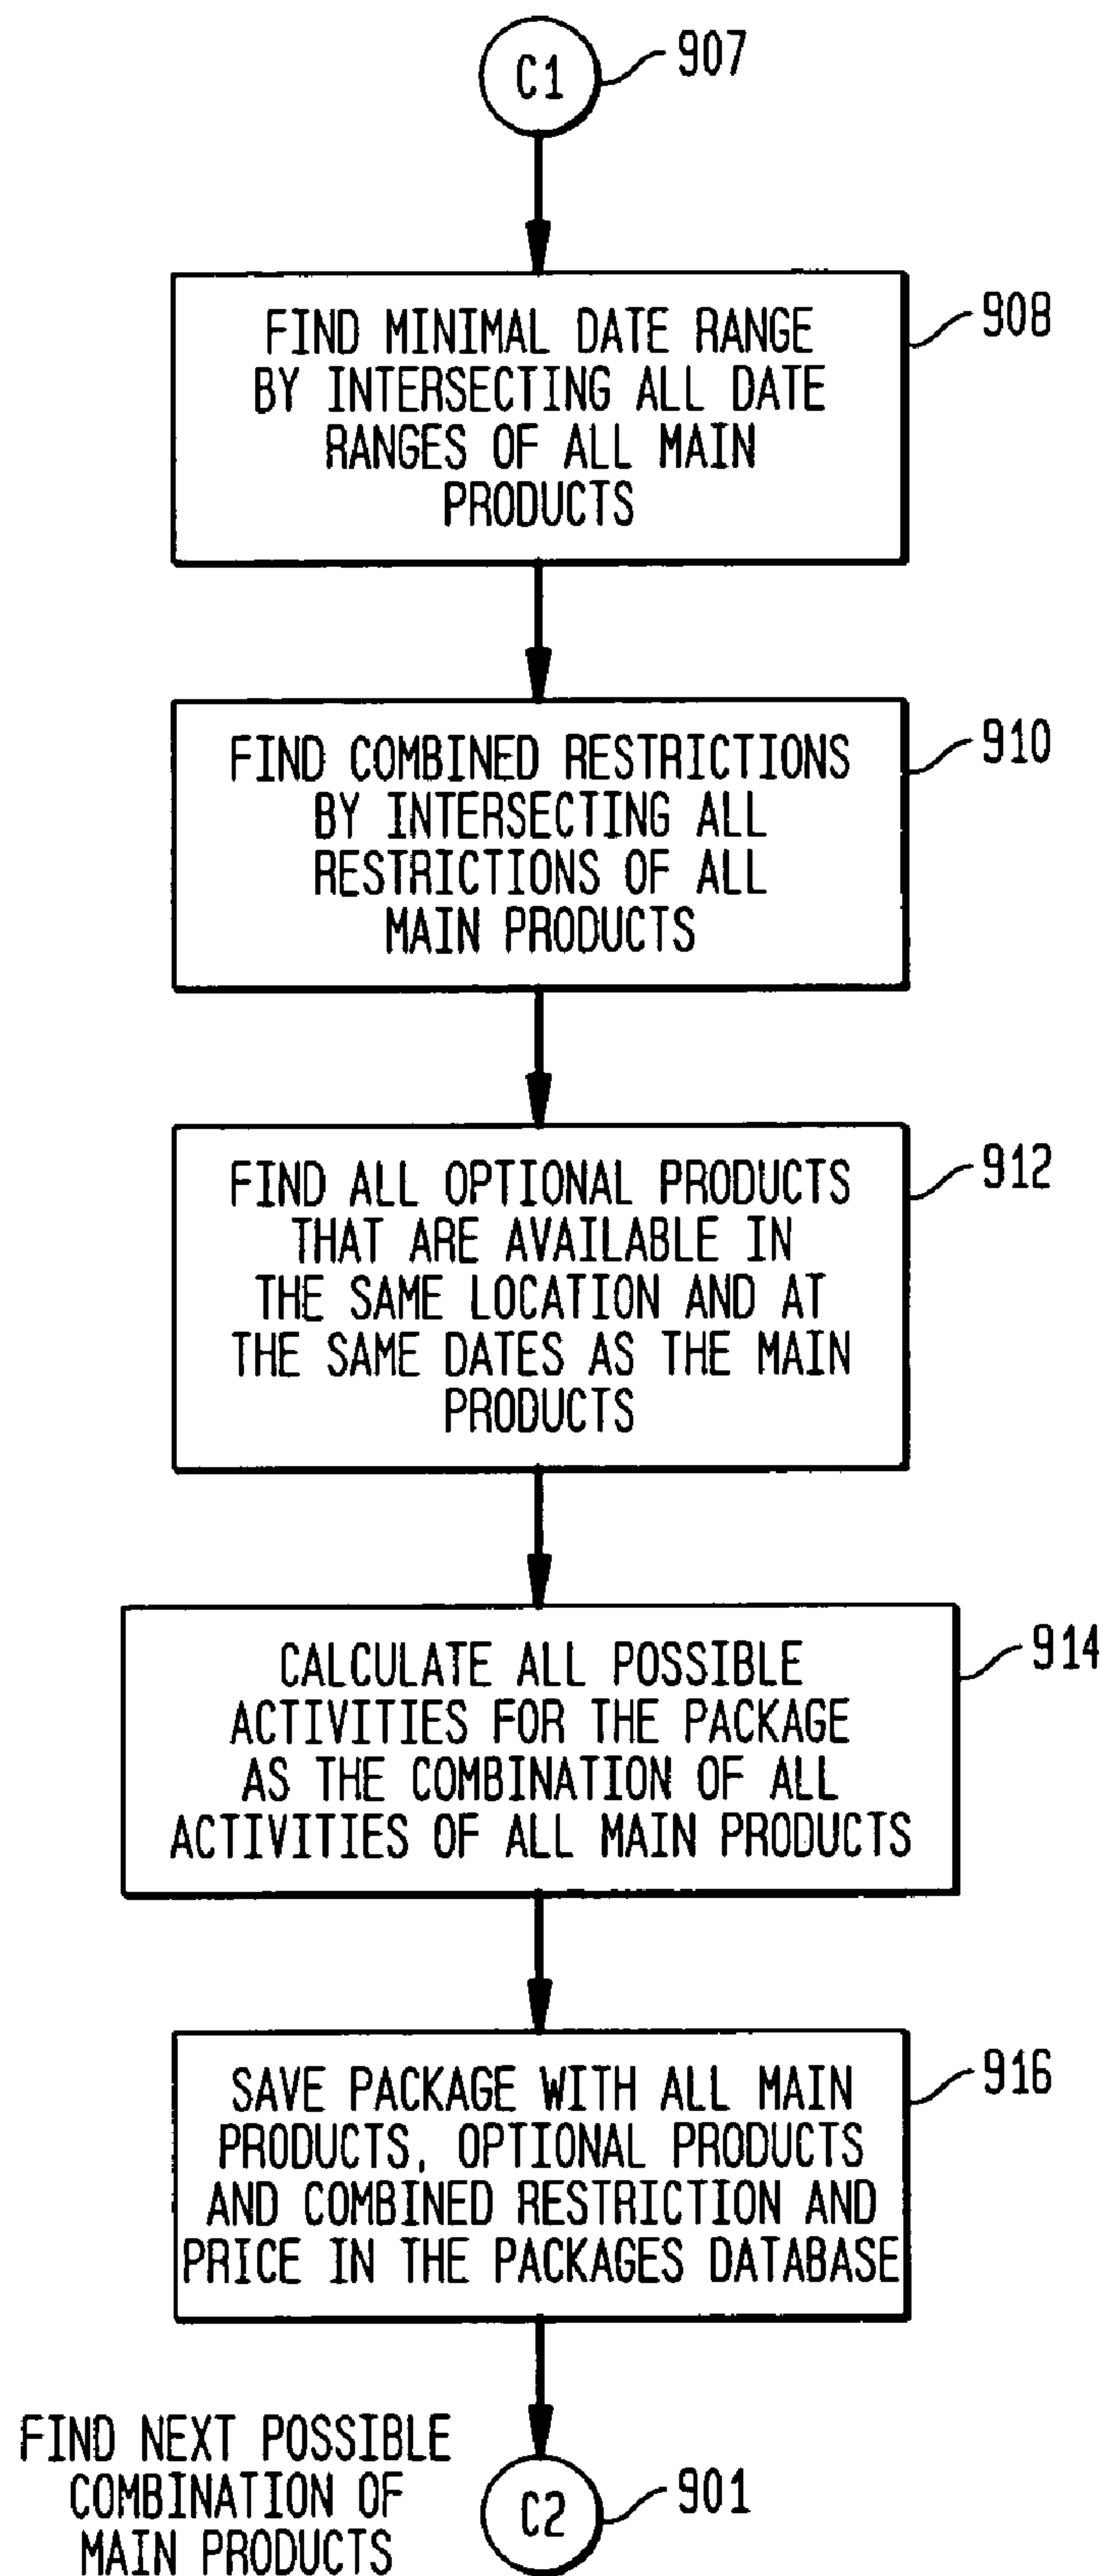 C1
907
FIND MINIMAL DATE RANGE
BY INTERSECTING ALL DATE
RANGES OF ALL MAIN
PRODUCTS
908
FIND COMBINED RESTRICTIONS
BY INTERSECTING ALL
RESTRICTIONS OF ALL
MAIN PRODUCTS
910
FIND ALL OPTIONAL PRODUCTS
THAT ARE AVAILABLE IN
THE SAME LOCATION AND AT
THE SAME DATES AS THE MAIN
PRODUCTS
912
CALCULATE ALL POSSIBLE
ACTIVITIES FOR THE PACKAGE
AS THE COMBINATION OF ALL
ACTIVITIES OF ALL MAIN PRODUCTS
914
SAVE PACKAGE WITH ALL MAIN
PRODUCTS, OPTIONAL PRODUCTS
AND COMBINED RESTRICTION AND
PRICE IN THE PACKAGES DATABASE
916
FIND NEXT POSSIBLE
COMBINATION OF
MAIN PRODUCTS
C2
901